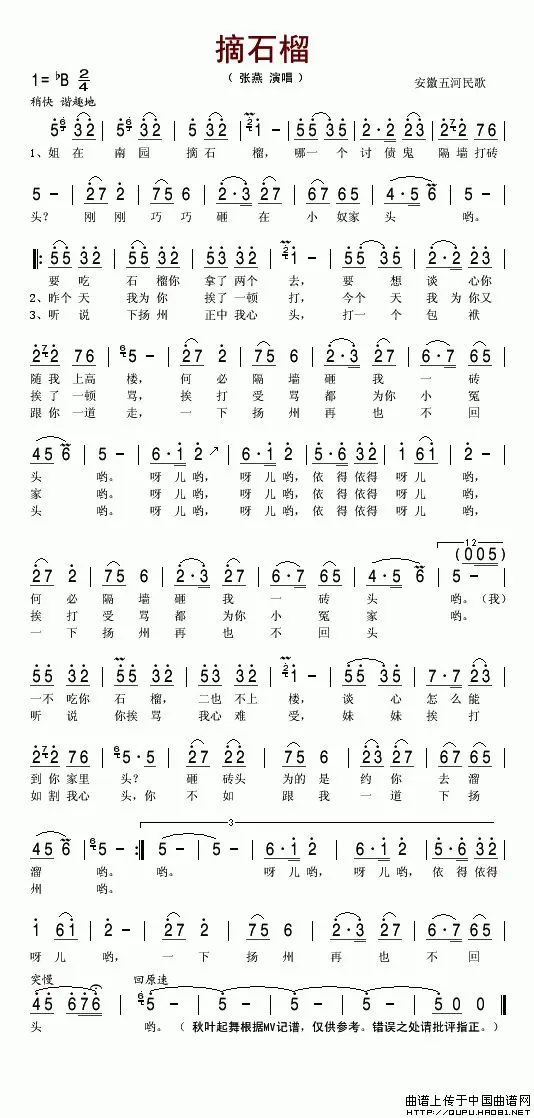 摘石榴
1=♭B 2/4 （ 张燕 演唱 ） 安徽五河民歌
稍快 谐趣地
1、姐 在 南 园 摘 石 榴, 哪 一 个 讨 债 鬼 隔 墙 打 砖
头? 刚 刚 巧 巧 砸 在 小 奴 家 头 哟。
要 吃 石 榴你 拿 了 两个 去, 要 想 谈 心你
2、昨个 天 我为 你 挨 了 一顿 打, 今个 天 我 为 你又
3、听 说 下扬 州 正中 我心 头, 打 一 个 包 袱
随 我 上高 楼, 何 必 隔 墙 砸 我 一 砖
挨 了 一顿 骂, 挨 打 受 骂 都 为你 小 冤
跟 你 一道 走, 一 下 扬 州 再 也 不 回
头 哟。 呀 儿 哟, 呀 儿 哟, 依 得 依得 呀 儿 哟,
家 哟。 呀 儿 哟, 呀 儿 哟, 依 得 依得 呀 儿 哟,
头 哟。 呀 儿 哟, 呀 儿 哟, 依 得 依得 呀 儿 哟,
何 必 隔 墙 砸 我 一 砖 头 哟。（我）
挨 打 受 骂 都 为 小 冤 家 哟。
一 下 扬 州 再 也 不 回 头
一 不 吃你 石 榴, 二 也 不上 楼, 谈 心 怎 么 能
听 说 你挨 骂 我心 难 受, 妹 妹 挨 打
到 你 家里 头? 砸 砖头 为的 是 约 你 去 溜
如 割 我心 头,你 不 如 跟 我 一 道 下 扬
溜 哟。 哟。 呀 儿 哟, 呀 儿 哟, 依 得 依得
州 哟。
呀 儿 哟, 一 下 扬 州 再 也 不 回
突慢 回原速
头 哟。（ 秋叶起舞根据MV记谱，仅供参考。错误之处请批评指正。）
曲谱上传于中国曲谱网
http://QUPU.HAO81.NET